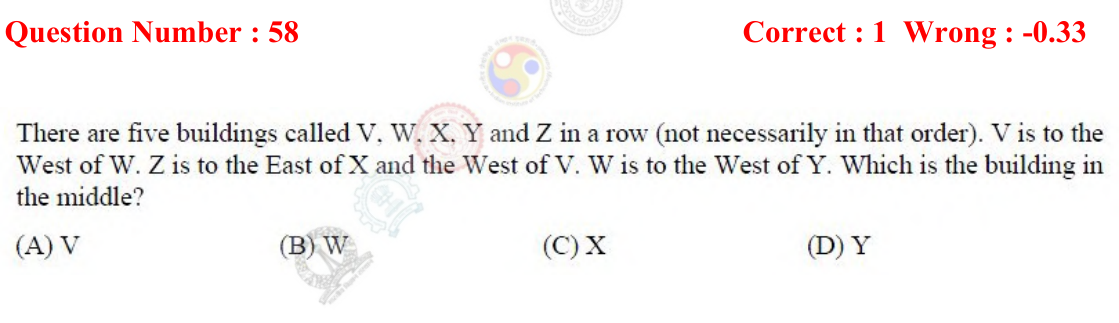 Question Number : 58 Correct : 1 Wrong : -0.33
There are five buildings called V, W, X, Y and Z in a row (not necessarily in that order). V is to the
West of W. Z is to the East of X and the West of V. W is to the West of Y. Which is the building in
the middle?
(A) V (B) W (C) X (D) Y